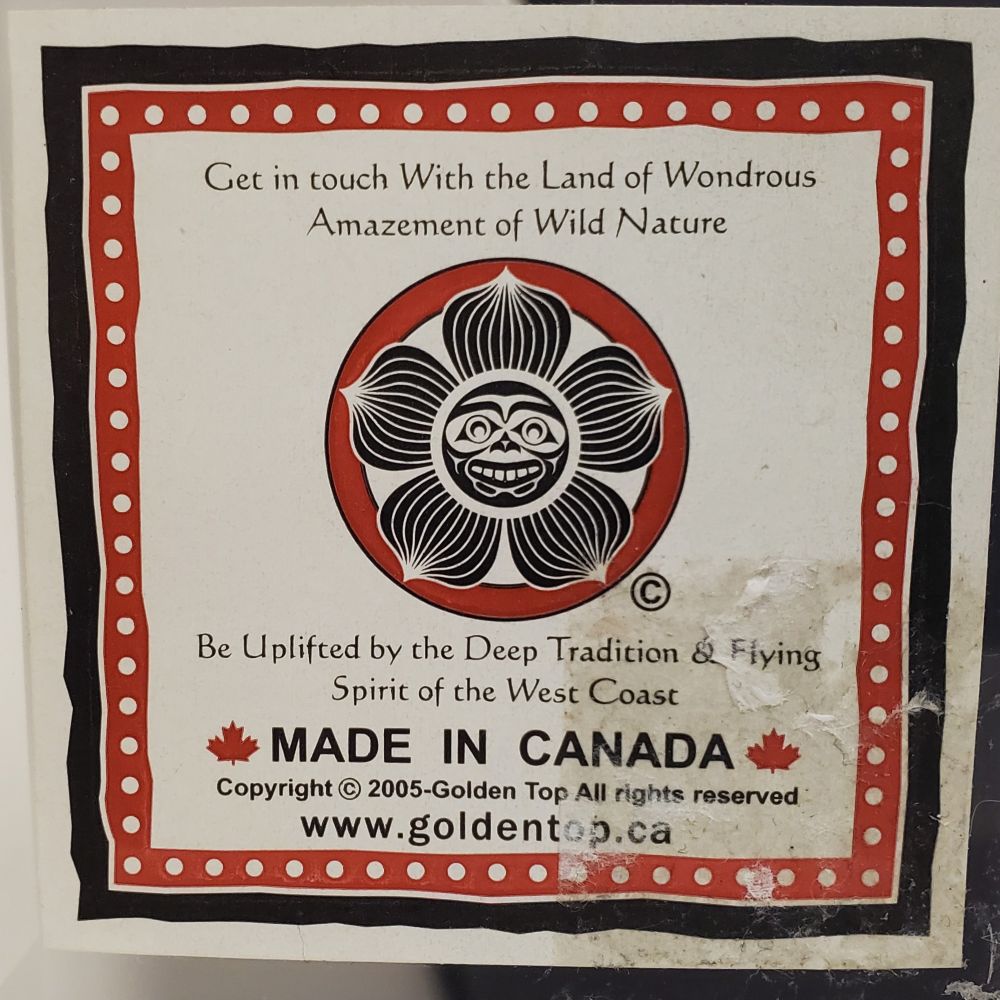 Get in touch With the Land of Wondrous
Amazement of Wild Nature
©
Be Uplifted by the Deep Tradition & Flying
Spirit of the West Coast
MADE IN CANADA
Copyright © 2005-Golden Top All rights reserved
www.goldentop.ca